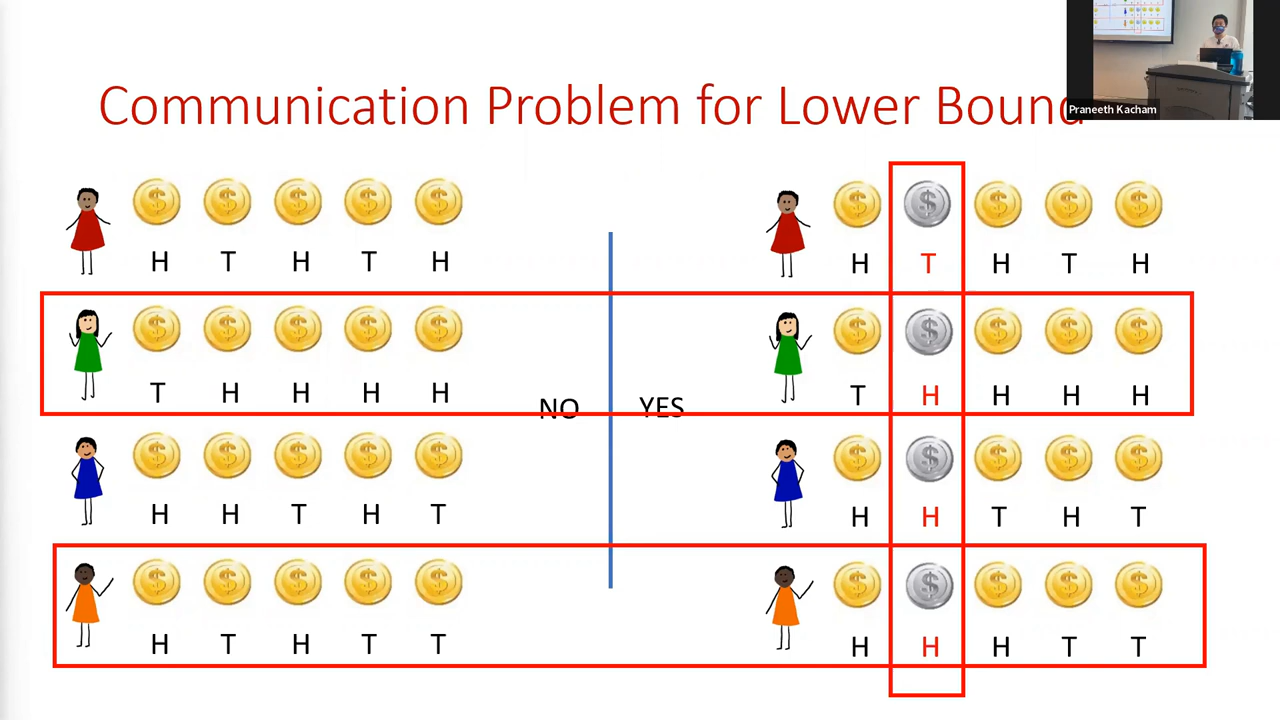 Communication Problem for Lower Bound
Praneeth Kacham
H T H T H
H T H T H
T H H H H
T H H H H
NO YES
H H T H T
H H T H T
H T H T T
H H H T T